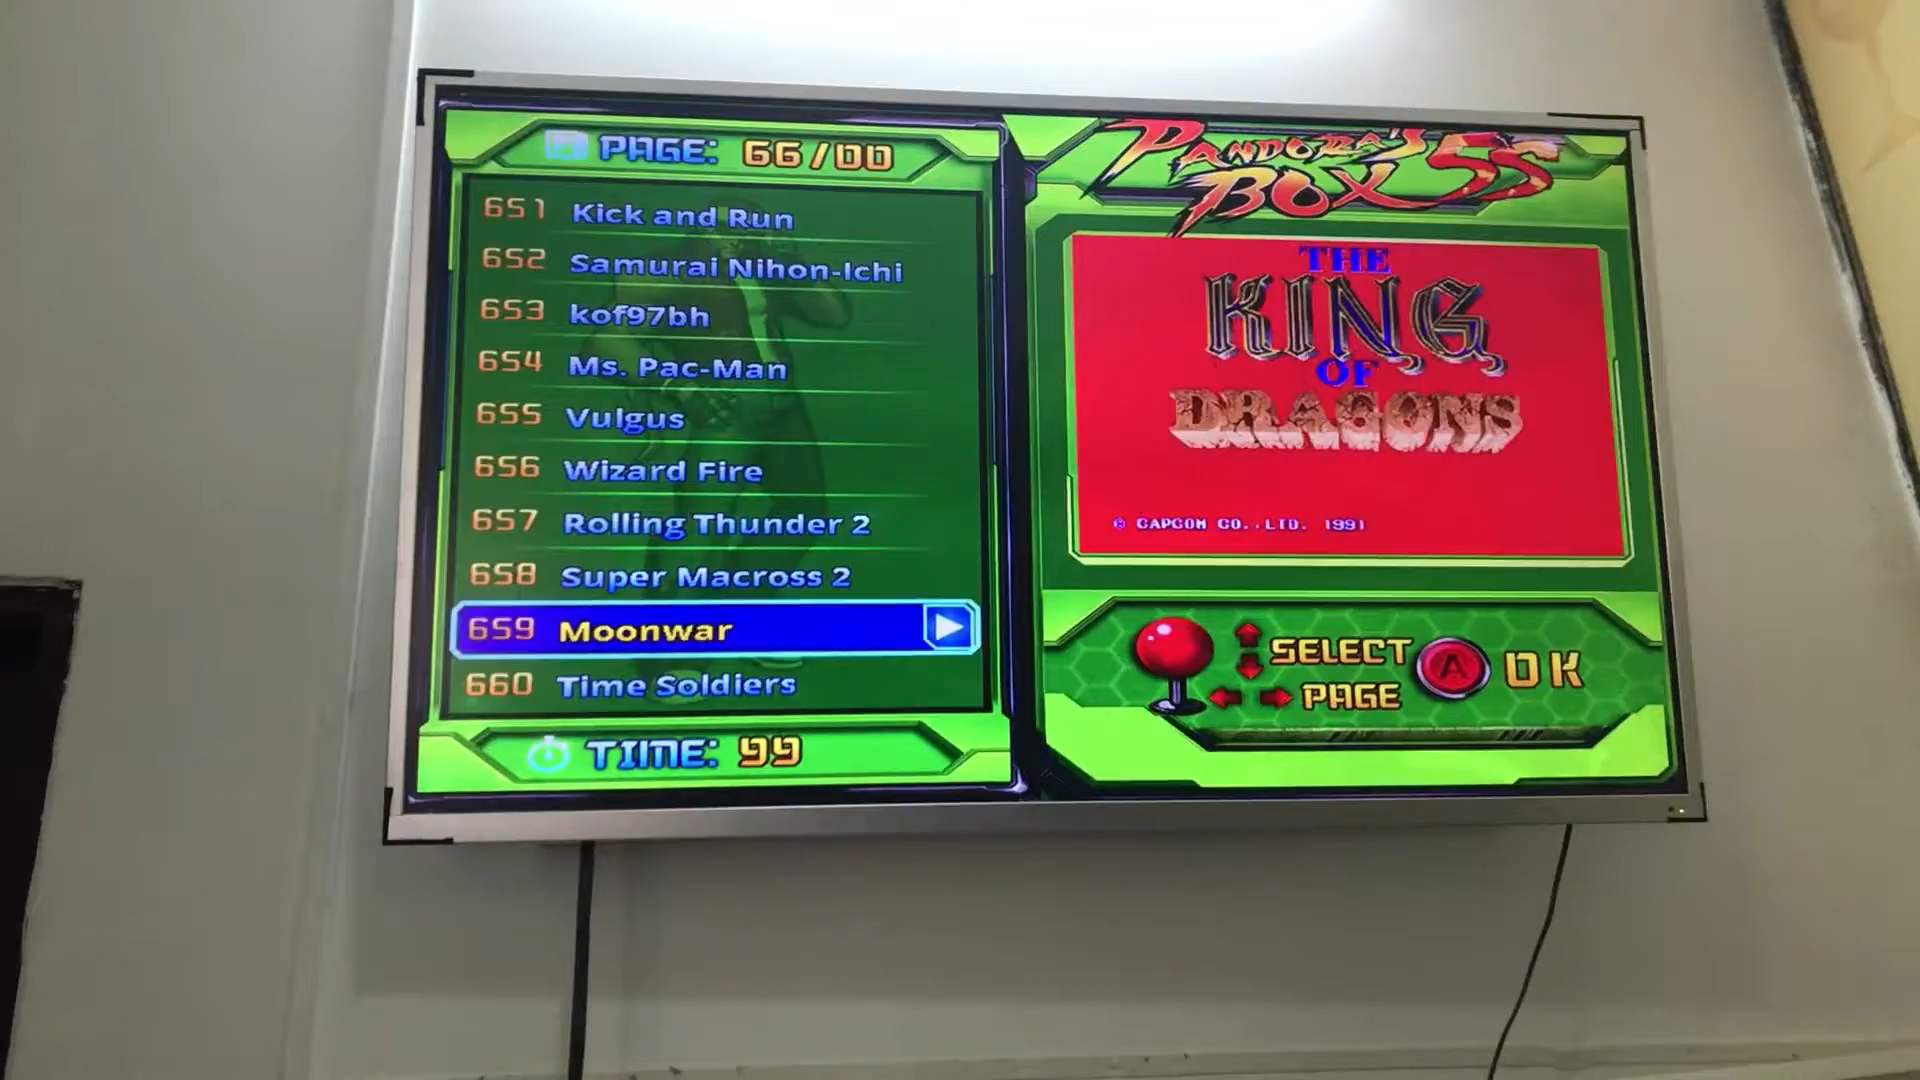 PAGE: 66/00
651 Kick and Run
652 Samurai Nihon-Ichi
653 kof97bh
654 Ms. Pac-Man
655 Vulgus
656 Wizard Fire
657 Rolling Thunder 2
658 Super Macross 2
659 Moonwar
660 Time Soldiers
TIME: 99
PANDORA'S
BOX 5S
THE
KING
OF
DRAGONS
© CAPCOM CO.,LTD. 1991
SELECT
PAGE
A OK